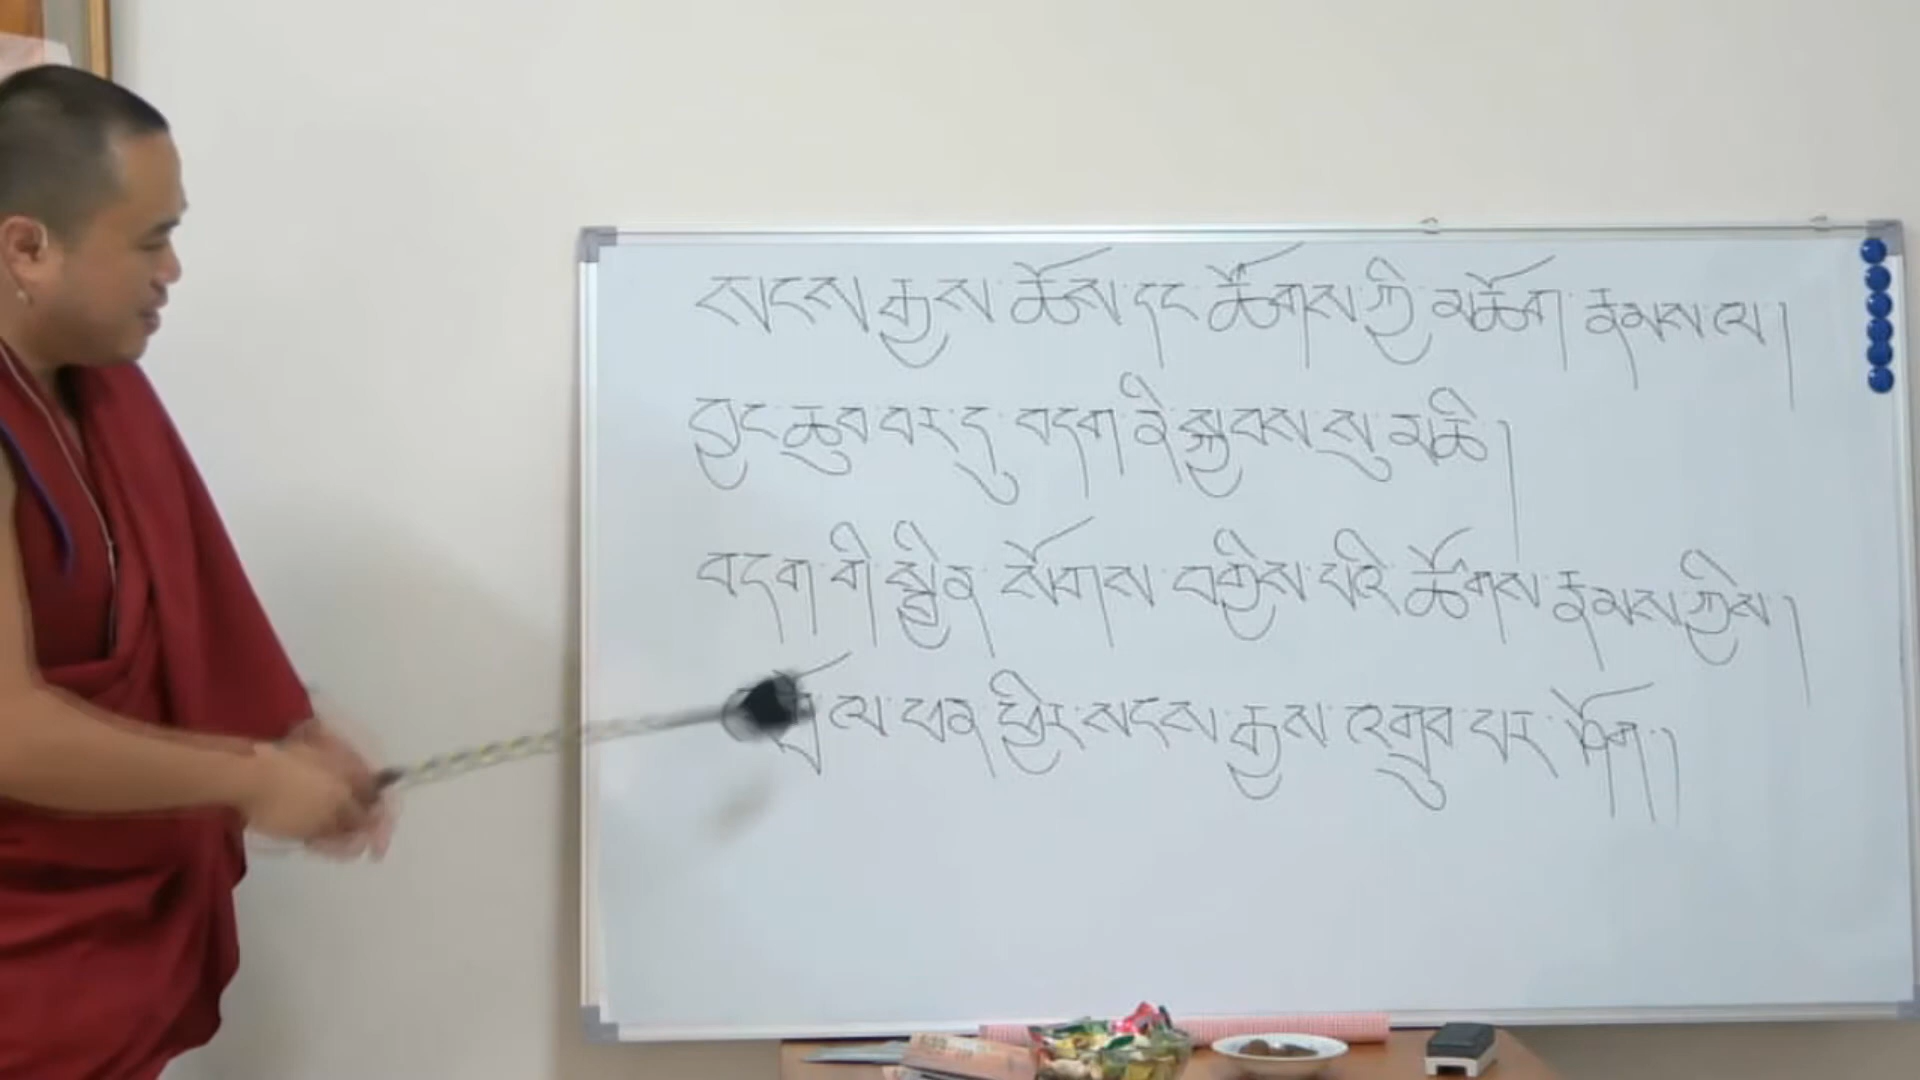 སངས་རྒྱས་ཆོས་དང་ཚོགས་ཀྱི་མཆོག་རྣམས་ལ།
བྱང་ཆུབ་བར་དུ་བདག་ནི་སྐྱབས་སུ་མཆི།
བདག་གི་སྦྱིན་སོགས་བགྱིས་པའི་ཚོགས་རྣམས་ཀྱིས།
ལ་ཕན་ཕྱིར་སངས་རྒྱས་འགྲུབ་པར་ཤོག།